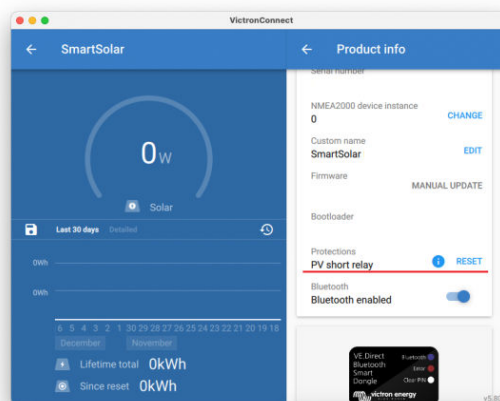 VictronConnect
SmartSolar
0W
Solar
Last 30 days Detailed
0Wh
0Wh
6 5 4 3 2 1 30 29 28 27 26 25 24 23 22 21 20 19 18
December November
Lifetime total 0kWh
Since reset 0kWh
Product info
Serial number
NMEA2000 device instance
0 CHANGE
Custom name
SmartSolar EDIT
Firmware
MANUAL UPDATE
Bootloader
Protections
PV short relay RESET
Bluetooth
Bluetooth enabled
VE.Direct Bluetooth
Bluetooth Error
Smart Clear PIN
Dongle
victron energy